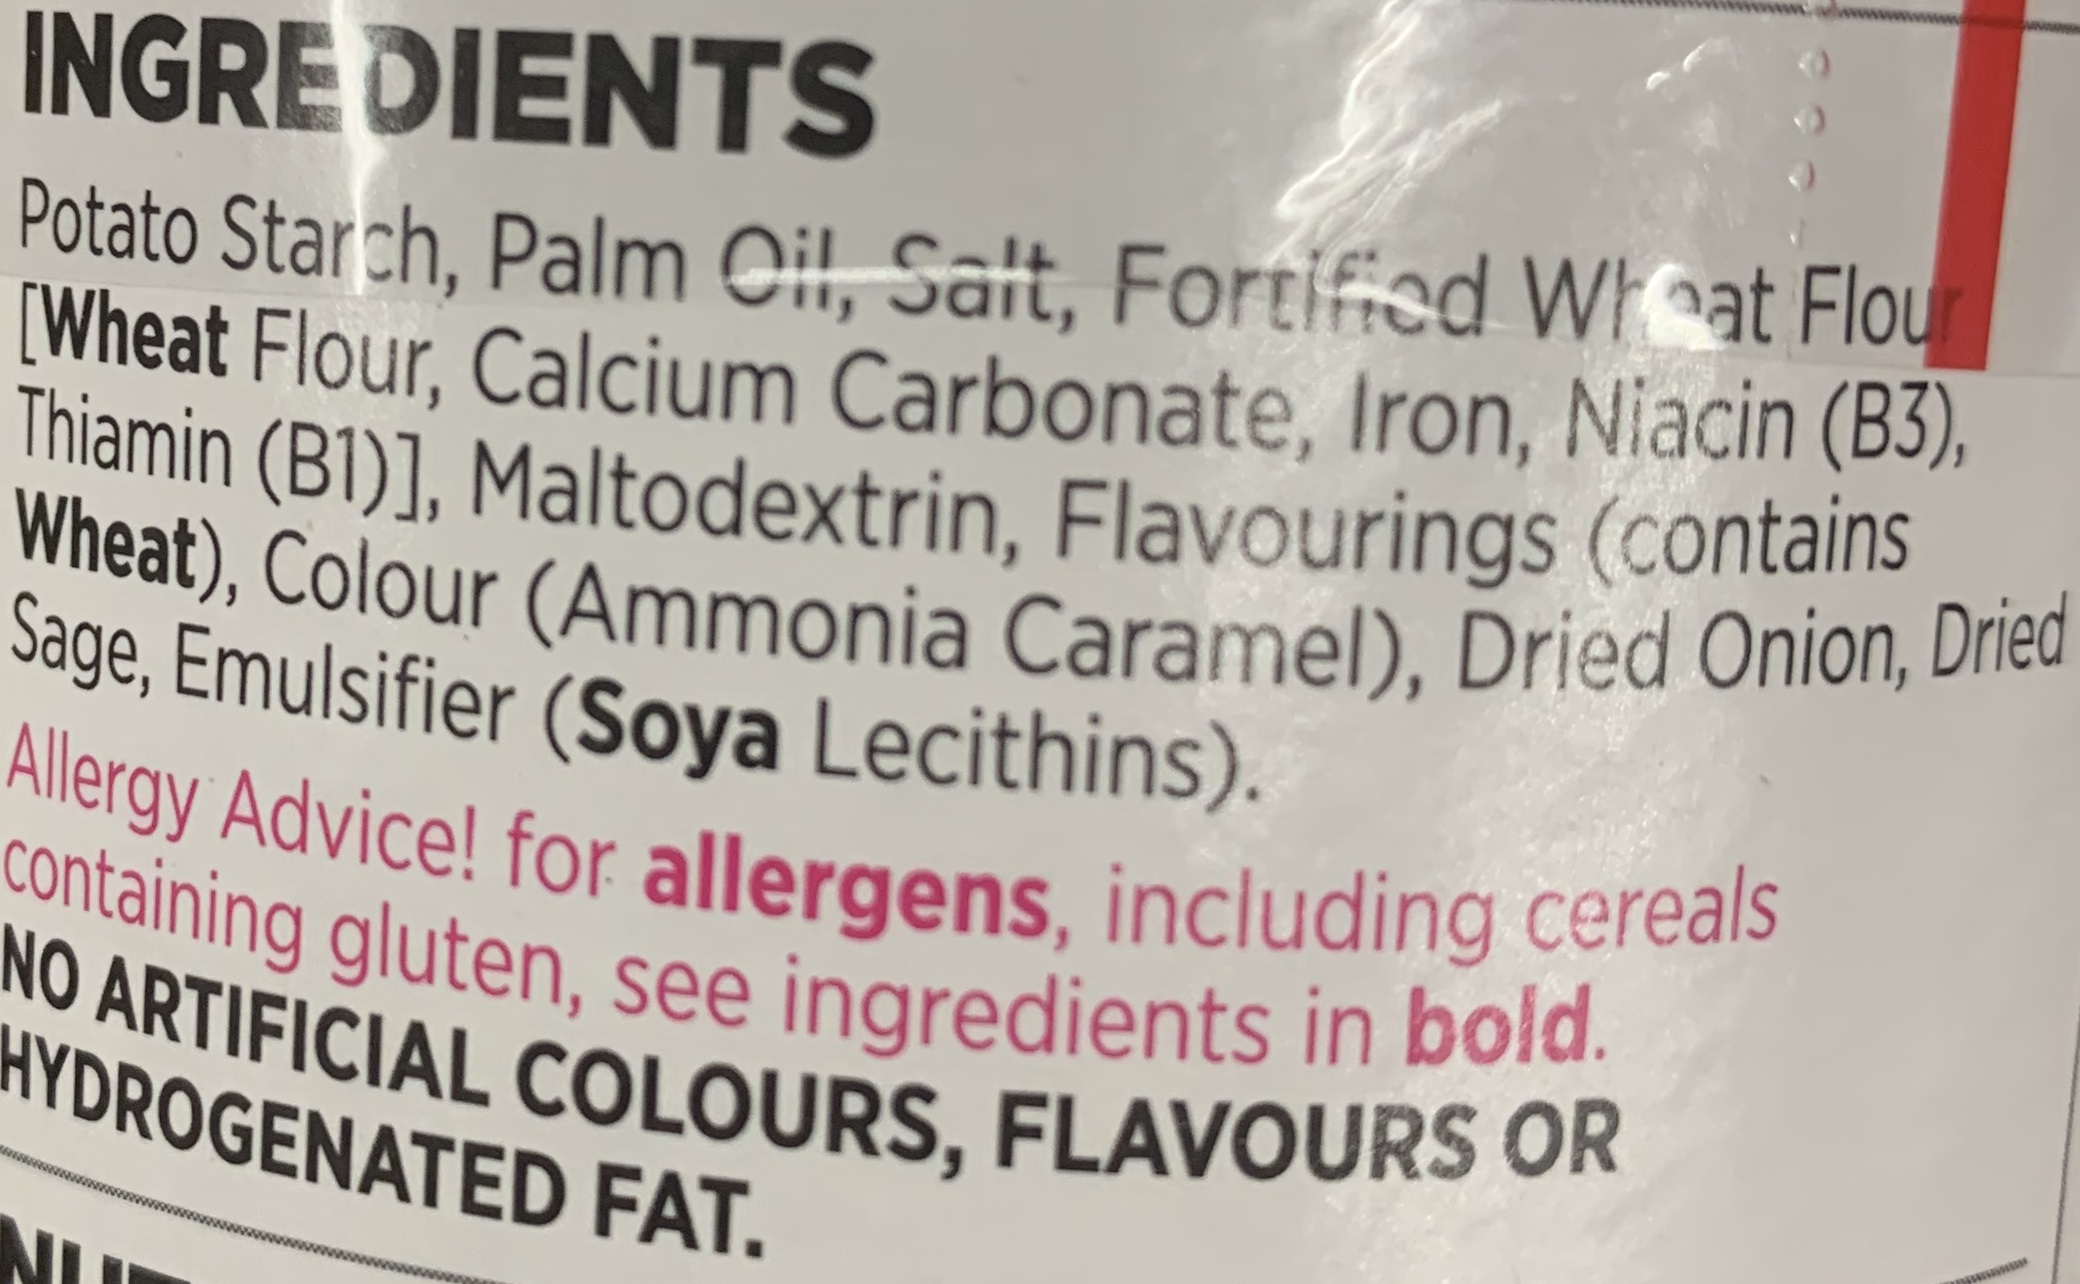 INGREDIENTS
Potato Starch, Palm Oil, Salt, Fortified Wheat Flour
[Wheat Flour, Calcium Carbonate, Iron, Niacin (B3),
Thiamin (B1)], Maltodextrin, Flavourings (contains
Wheat), Colour (Ammonia Caramel), Dried Onion, Dried
Sage, Emulsifier (Soya Lecithins).
Allergy Advice! for allergens, including cereals
containing gluten, see ingredients in bold.
NO ARTIFICIAL COLOURS, FLAVOURS OR
HYDROGENATED FAT.